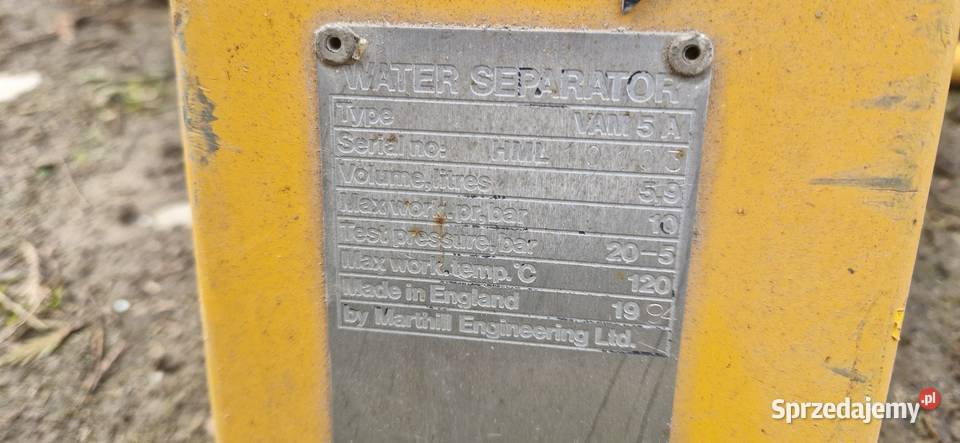 WATER SEPARATOR
Type VAM 5 A
Serial no: HML
Volume, litres 5,9
Max work. pr, bar 10
Test pressure, bar 20-5
Max work. temp. °C 120
Made in England 19
by Marthill Engineering Ltd.
Sprzedajemy.pl